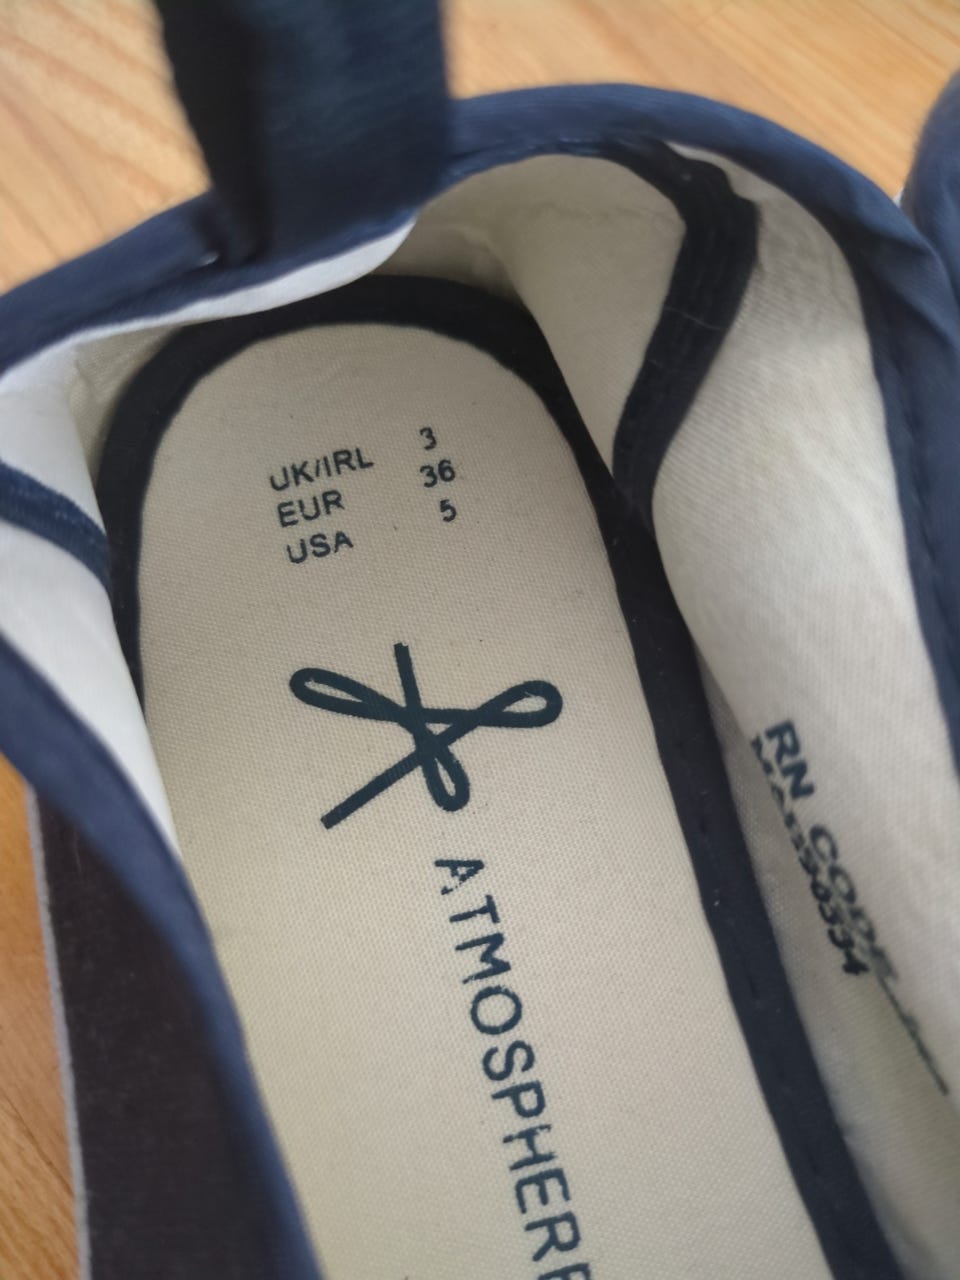 UK/IRL 3
EUR 36
USA 5
ATMOSPHERE
RN CODE